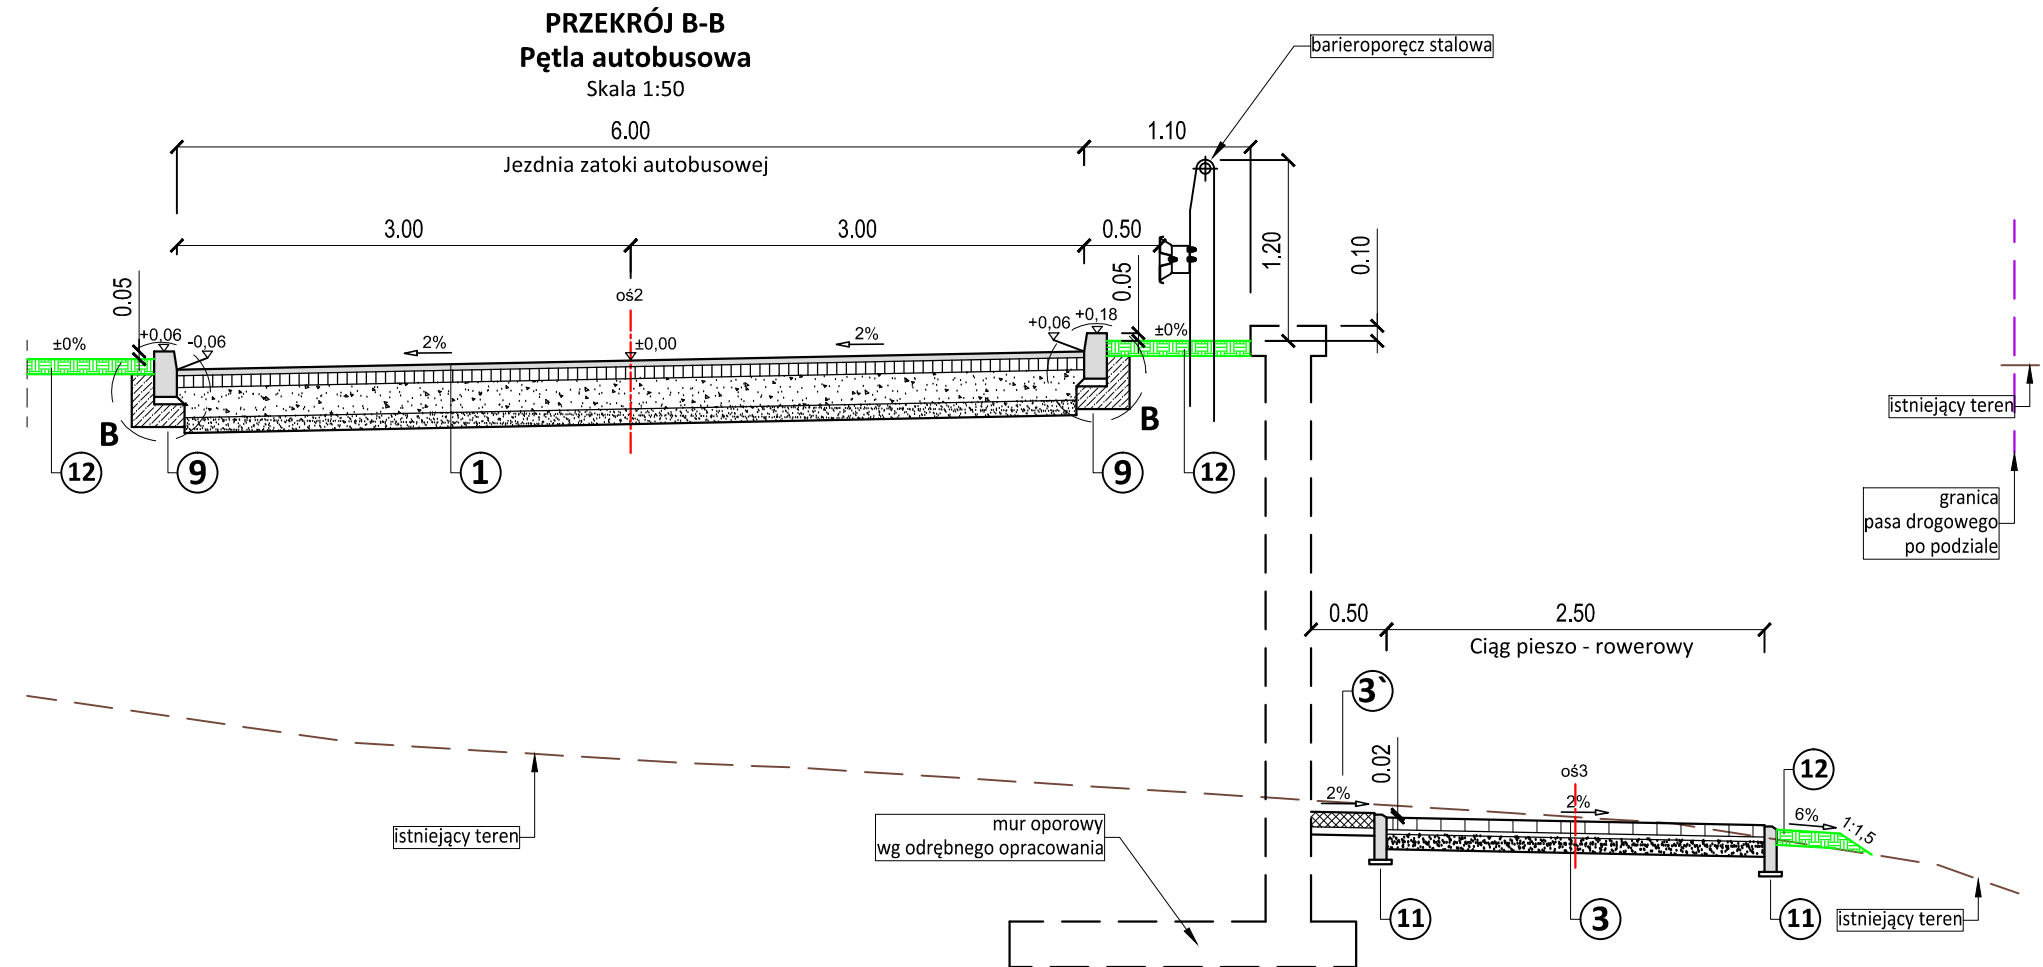 PRZEKRÓJ B-B
Pętla autobusowa
Skala 1:50
barieroporęcz stalowa
6.00
1.10
Jezdnia zatoki autobusowej
3.00
3.00
0.50
1.20
0.10
0.05
0.05
oś2
±0%
+0,06
-0,06
2%
±0,00
2%
+0,06
+0,18
±0%
istniejący teren
B
B
12
9
1
9
12
granica
pasa drogowego
po podziale
0.50
2.50
Ciąg pieszo - rowerowy
3`
0.02
oś3
12
2%
2%
6%
1:1,5
istniejący teren
mur oporowy
wg odrębnego opracowania
11
3
11
istniejący teren